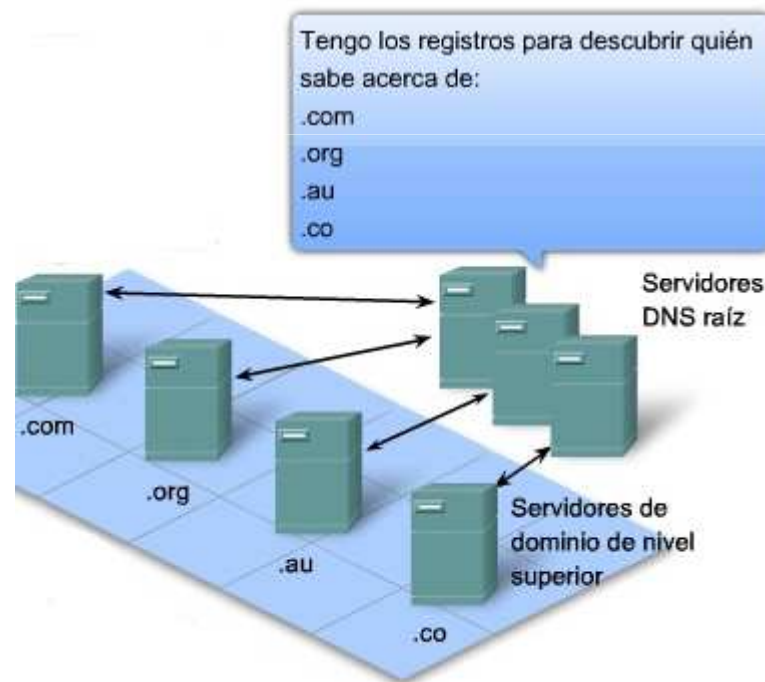 Tengo los registros para descubrir quién
sabe acerca de:
.com
.org
.au
.co
Servidores
DNS raíz
.com
.org
.au
.co
Servidores de
dominio de nivel
superior